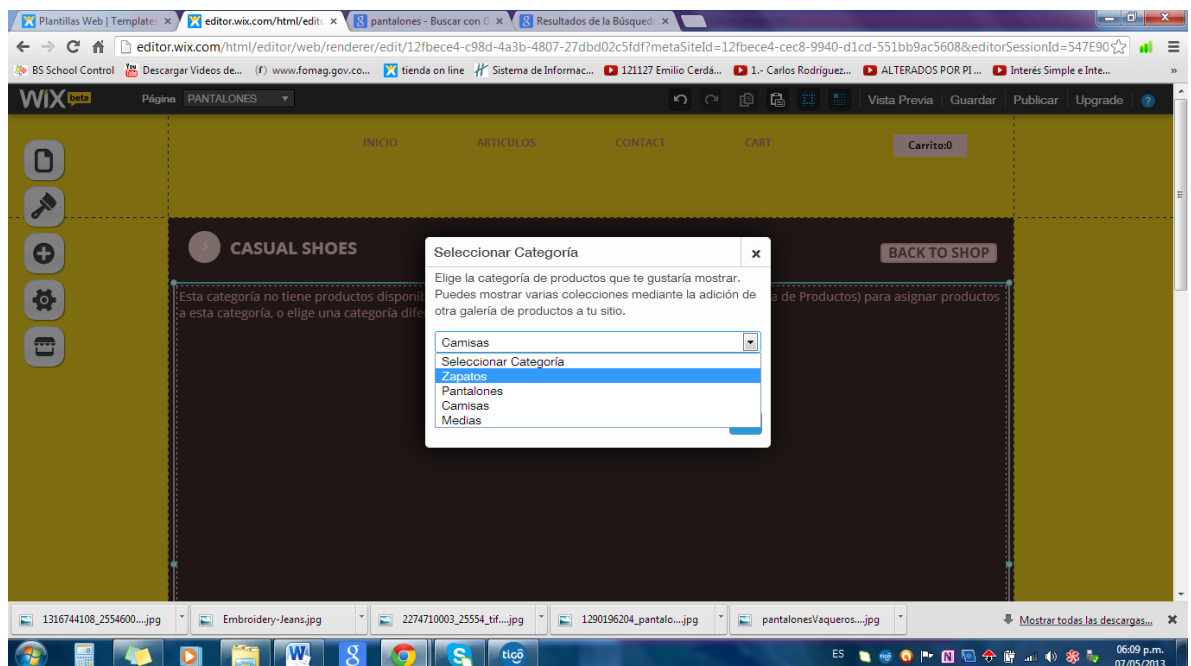 Plantillas Web | Templates
editor.wix.com/html/edito
pantalones - Buscar con G
Resultados de la Búsqueda
editor.wix.com/html/editor/web/renderer/edit/12fbece4-c98d-4a3b-4807-27dbd02c5fdf?metaSiteId=12fbece4-cec8-9940-d1cd-551bb9ac5608&editorSessionId=547E90
BS School Control
Descargar Videos de...
www.fomag.gov.co...
tienda on line
Sistema de Informac...
121127 Emilio Cerdá...
1.- Carlos Rodríguez...
ALTERADOS POR PI ...
Interés Simple e Inte...
WiX beta
Página PANTALONES
Vista Previa
Guardar
Publicar
Upgrade
INICIO
ARTICULOS
CONTACT
CART
Carrito:0
CASUAL SHOES
BACK TO SHOP
Esta categoría no tiene productos disponib
a de Productos) para asignar productos
a esta categoría, o elige una categoría dife
Seleccionar Categoría
Elige la categoría de productos que te gustaría mostrar.
Puedes mostrar varias colecciones mediante la adición de
otra galería de productos a tu sitio.
Camisas
Seleccionar Categoría
Zapatos
Pantalones
Camisas
Medias
1316744108_2554600....jpg
Embroidery-Jeans.jpg
2274710003_25554_tif....jpg
1290196204_pantalo....jpg
pantalonesVaqueros....jpg
Mostrar todas las descargas...
tigo
ES
06:09 p.m.
07/05/2013